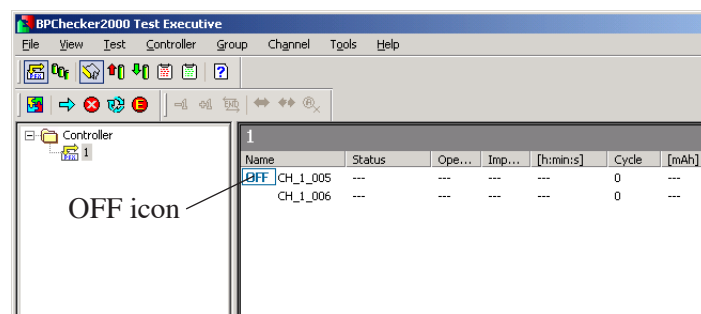 BPChecker2000 Test Executive
File View Test Controller Group Channel Tools Help
Controller
1
1
Name Status Ope... Imp... [h:min:s] Cycle [mAh]
OFF CH_1_005 --- --- --- --- 0 ---
CH_1_006 --- --- --- --- 0 ---
OFF icon